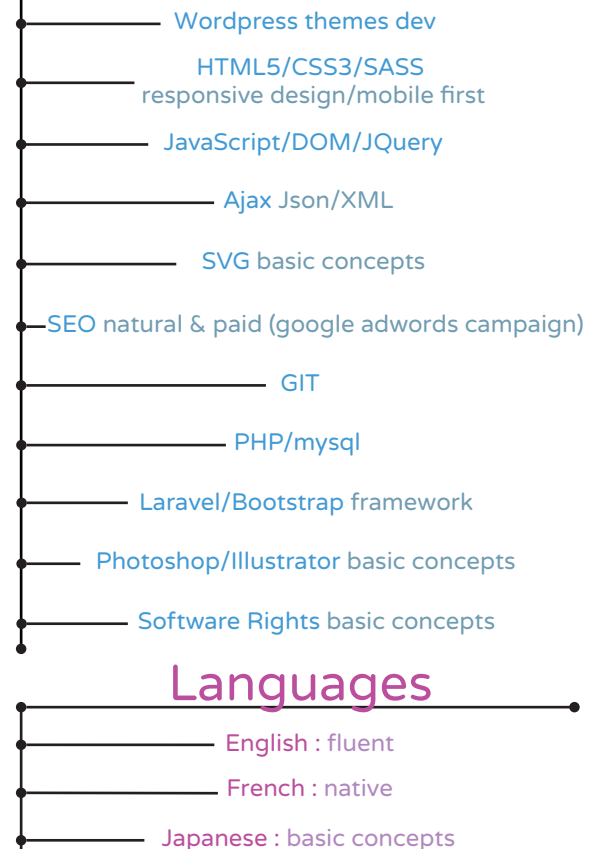 Wordpress themes dev
HTML5/CSS3/SASS
responsive design/mobile first
JavaScript/DOM/JQuery
Ajax Json/XML
SVG basic concepts
SEO natural & paid (google adwords campaign)
GIT
PHP/mysql
Laravel/Bootstrap framework
Photoshop/Illustrator basic concepts
Software Rights basic concepts
Languages
English : fluent
French : native
Japanese : basic concepts